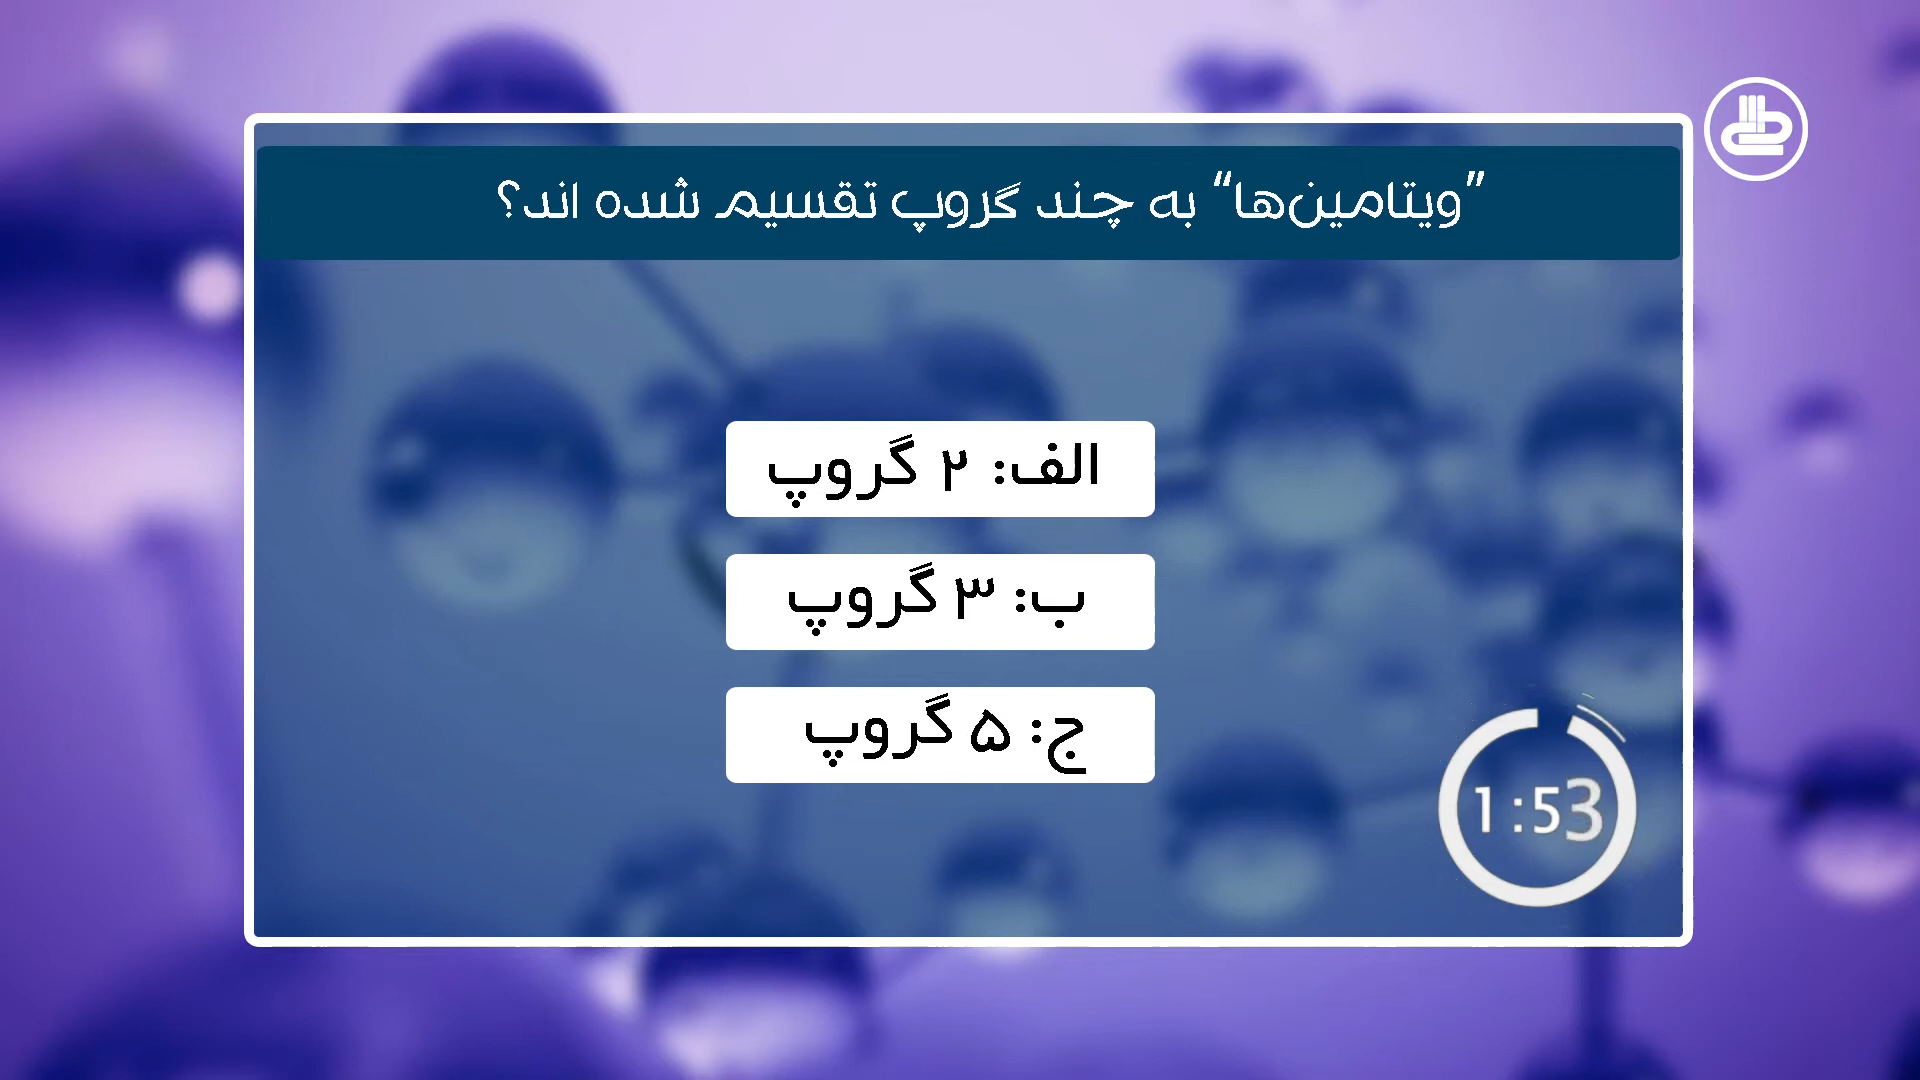 ”ویتامین‌ها“ به چند گروپ تقسیم شده اند؟
الف: ۲ گروپ
ب: ۳ گروپ
ج: ۵ گروپ
1:53